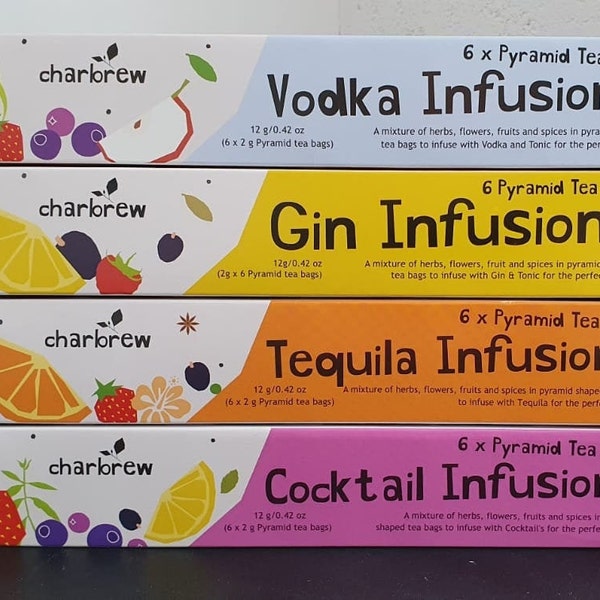 charbrew
6 x Pyramid Tea
Vodka Infusion
12 g/0.42 oz
(6 x 2 g Pyramid tea bags)
A mixture of herbs, flowers, fruits and spices in pyram
tea bags to infuse with Vodka and Tonic for the perf
charbrew
6 Pyramid Tea
Gin Infusion
12g/0.42 oz
(2g x 6 Pyramid tea bags)
A mixture of herbs, flowers, fruit and spices in pyramid
tea bags to infuse with Gin & Tonic for the perfec
charbrew
6 x Pyramid Tea
Tequila Infusion
12 g/0.42 oz
(6 x 2 g Pyramid tea bags)
A mixture of herbs, flowers, fruits and spices in pyramid shaped
to infuse with Tequila for the perfe
charbrew
6 x Pyramid Tea
Cocktail Infusion
12 g/0.42 oz
(6 x 2 g Pyramid tea bags)
A mixture of herbs, flowers, fruits and spices in
shaped tea bags to infuse with Cocktail's for the perfec